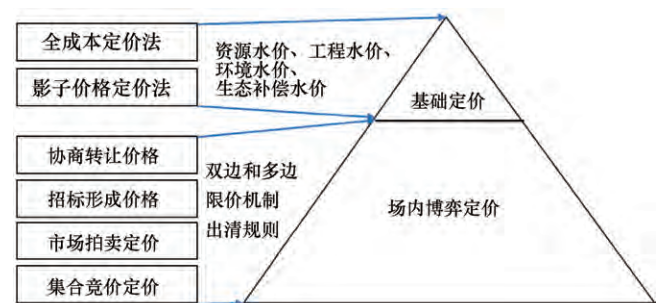 全成本定价法
影子价格定价法
资源水价、工程水价、
环境水价、
生态补偿水价
基础定价
协商转让价格
招标形成价格
市场拍卖定价
集合竞价定价
双边和多边
限价机制
出清规则
场内博弈定价